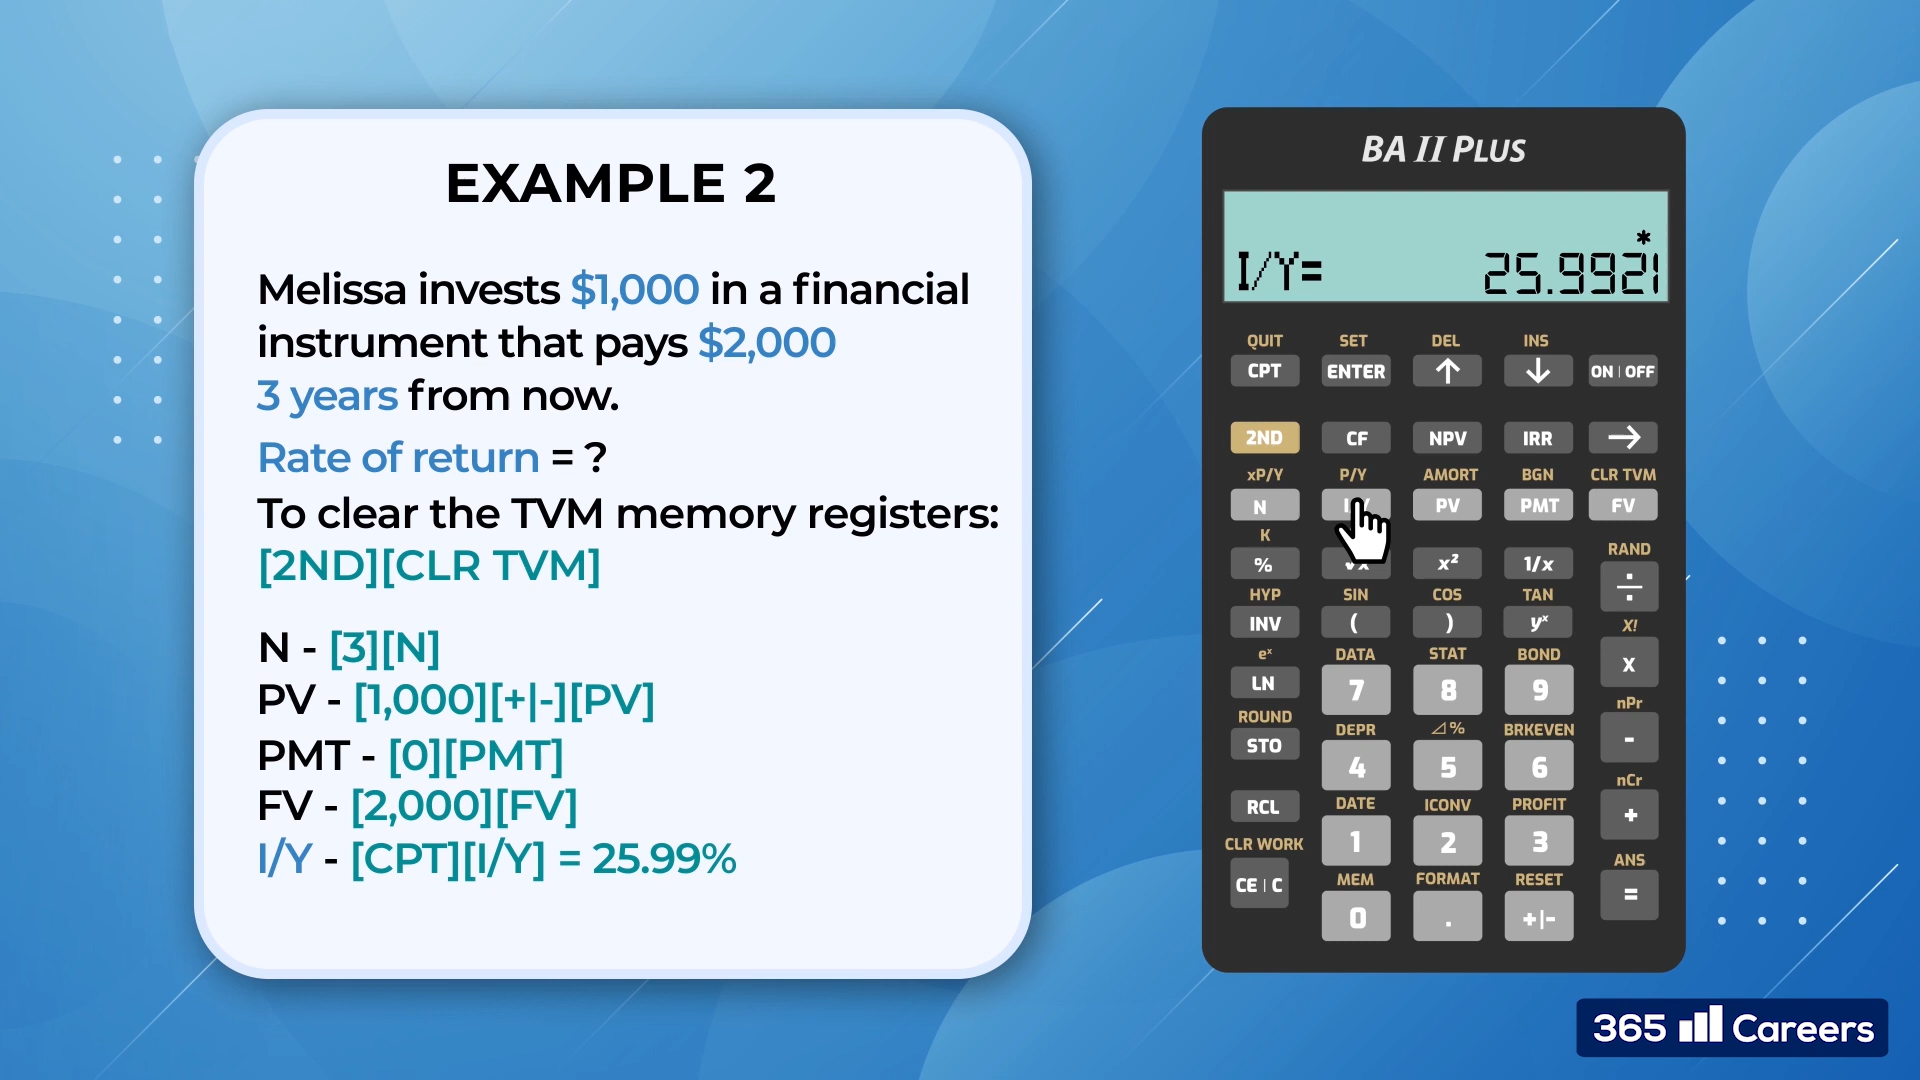 EXAMPLE 2
Melissa invests $1,000 in a financial
instrument that pays $2,000
3 years from now.
Rate of return = ?
To clear the TVM memory registers:
[2ND][CLR TVM]
N - [3][N]
PV - [1,000][+|-][PV]
PMT - [0][PMT]
FV - [2,000][FV]
I/Y - [CPT][I/Y] = 25.99%
BA II PLUS
*
I/Y= 25.9921
QUIT SET DEL INS
CPT ENTER ↑ ↓ ON | OFF
2ND CF NPV IRR →
xP/Y P/Y AMORT BGN CLR TVM
N PV PMT FV
K RAND
% x² 1/x ÷
HYP SIN COS TAN
INV ( ) yˣ X!
eˣ DATA STAT BOND
LN 7 8 9 x
ROUND DEPR ⊿% BRKEVEN nPr
STO 4 5 6 -
DATE ICONV PROFIT nCr
RCL 1 2 3 +
CLR WORK MEM FORMAT RESET ANS
CE | C 0 . +|- =
365 Careers